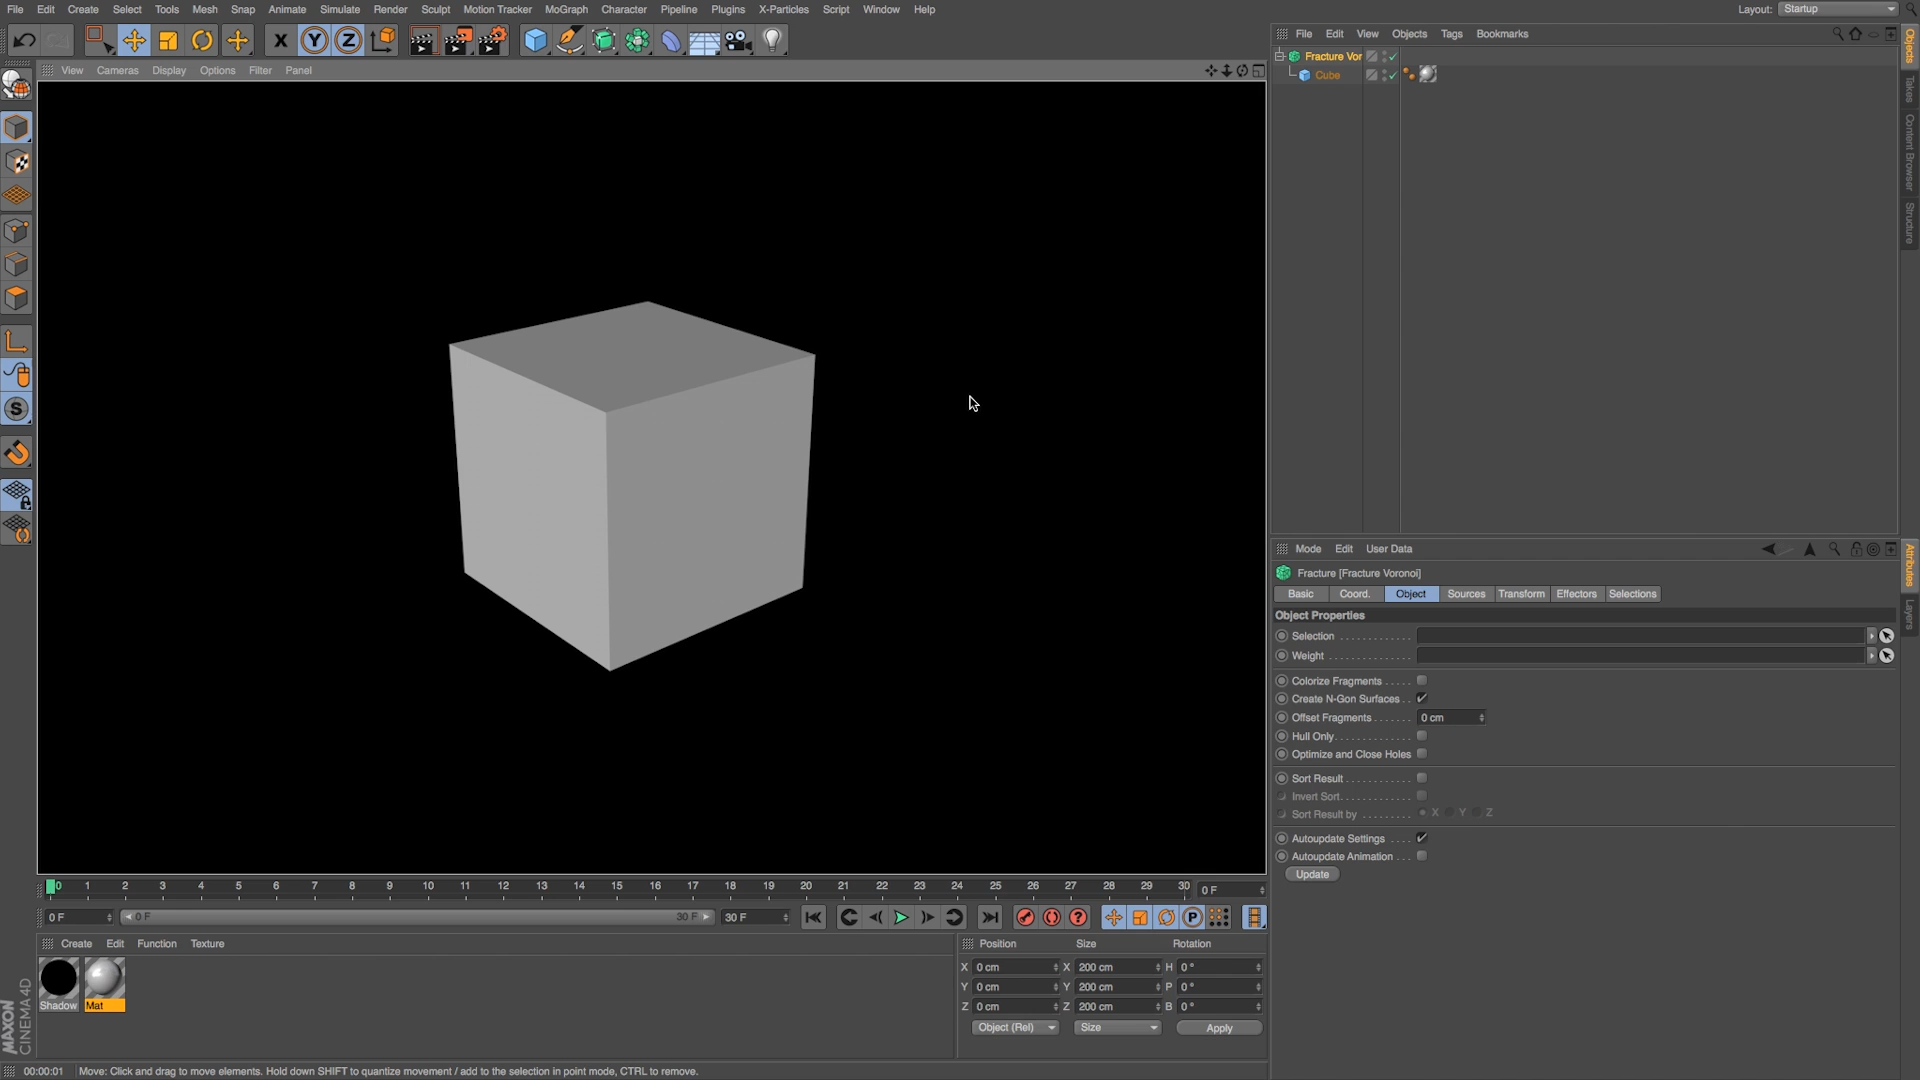 File Edit Create Select Tools Mesh Snap Animate Simulate Render Sculpt Motion Tracker MoGraph Character Pipeline Plugins X-Particles Script Window Help
Layout: Startup
X Y Z
View Cameras Display Options Filter Panel
File Edit View Objects Tags Bookmarks
Fracture Vor
Cube
Objects
Takes
Content Browser
Structure
Mode Edit User Data
Fracture [Fracture Voronoi]
Basic Coord. Object Sources Transform Effectors Selections
Object Properties
Selection
Weight
Colorize Fragments
Create N-Gon Surfaces
Offset Fragments 0 cm
Hull Only
Optimize and Close Holes
Sort Result
Invert Sort
Sort Result by X Y Z
Autoupdate Settings
Autoupdate Animation
Update
Attributes
Layers
0 1 2 3 4 5 6 7 8 9 10 11 12 13 14 15 16 17 18 19 20 21 22 23 24 25 26 27 28 29 30 0 F
0 F 0 F 30 F 30 F P
Create Edit Function Texture
Shadow Mat
Position Size Rotation
X 0 cm X 200 cm H 0 °
Y 0 cm Y 200 cm P 0 °
Z 0 cm Z 200 cm B 0 °
Object (Rel) Size Apply
MAXON
CINEMA 4D
00:00:01 Move: Click and drag to move elements. Hold down SHIFT to quantize movement / add to the selection in point mode, CTRL to remove.